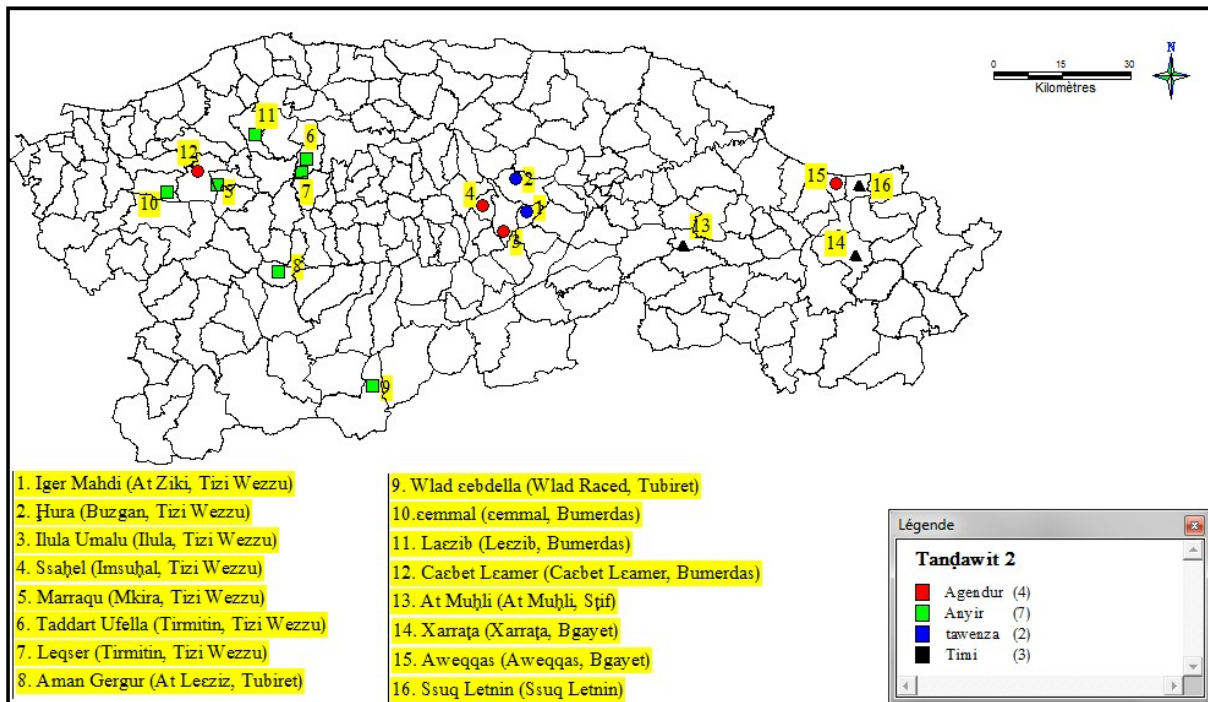 N
0
15
30
Kilomètres
11
6
12
7
5
10
8
9
2
4
1
3
13
15
16
14
1. Iger Mahdi (At Ziki, Tizi Wezzu)
2. Ḥura (Buzgan, Tizi Wezzu)
3. Ilula Umalu (Ilula, Tizi Wezzu)
4. Ssaḥel (Imsuḥal, Tizi Wezzu)
5. Marraqu (Mkira, Tizi Wezzu)
6. Taddart Ufella (Tirmitin, Tizi Wezzu)
7. Leqser (Tirmitin, Tizi Wezzu)
8. Aman Gergur (At Leɛziz, Tubiret)
9. Wlad ɛebdella (Wlad Raced, Tubiret)
10.ɛemmal (ɛemmal, Bumerdas)
11. Laɛzib (Leɛzib, Bumerdas)
12. Caɛbet Lɛamer (Caɛbet Lɛamer, Bumerdas)
13. At Muḥli (At Muḥli, Sṭif)
14. Xarraṭa (Xarraṭa, Bgayet)
15. Aweqqas (Aweqqas, Bgayet)
16. Ssuq Letnin (Ssuq Letnin)
Légende
Tanḍawit 2
Agendur (4)
Anyir (7)
tawenza (2)
Timi (3)